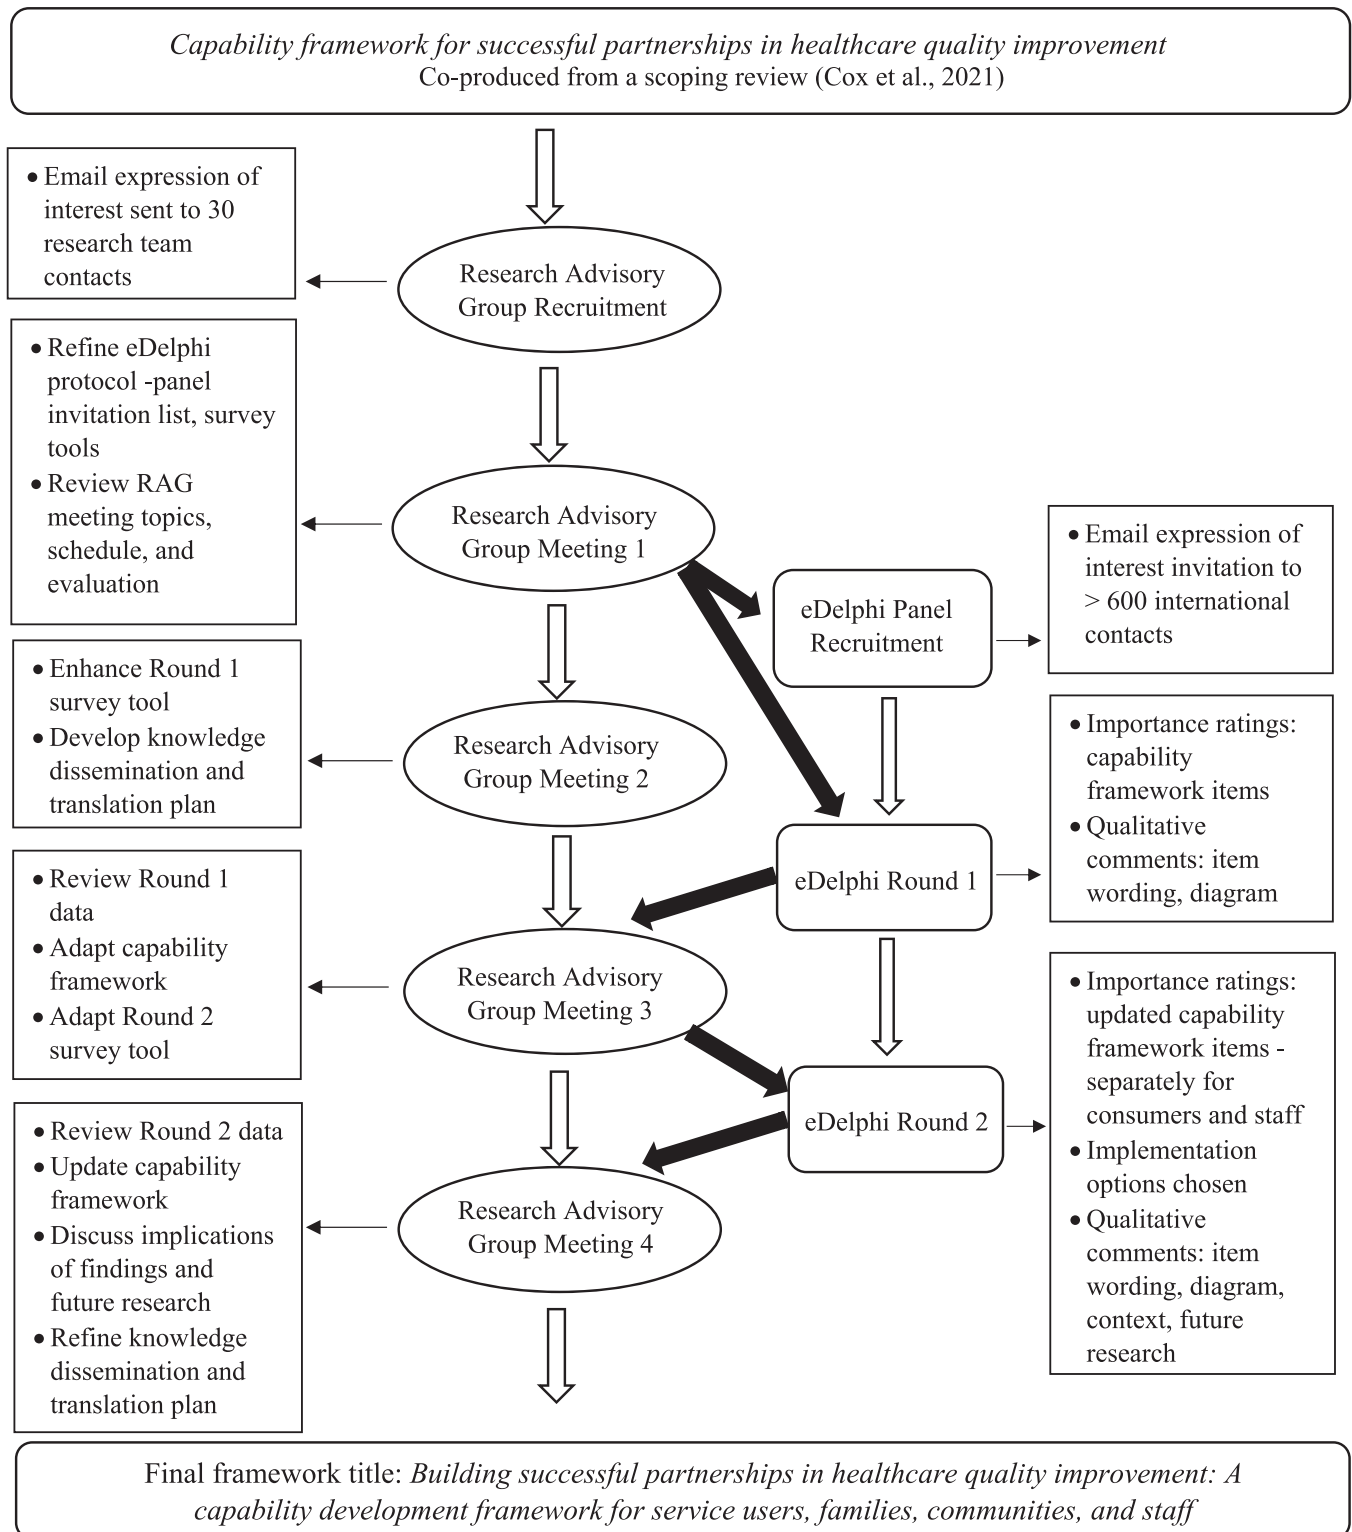 Capability framework for successful partnerships in healthcare quality improvement
Co-produced from a scoping review (Cox et al., 2021)
• Email expression of
interest sent to 30
research team
contacts
Research Advisory
Group Recruitment
• Refine eDelphi
protocol -panel
invitation list, survey
tools
• Review RAG
meeting topics,
schedule, and
evaluation
Research Advisory
Group Meeting 1
eDelphi Panel
Recruitment
• Email expression of
interest invitation to
> 600 international
contacts
• Enhance Round 1
survey tool
• Develop knowledge
dissemination and
translation plan
Research Advisory
Group Meeting 2
eDelphi Round 1
• Importance ratings:
capability
framework items
• Qualitative
comments: item
wording, diagram
• Review Round 1
data
• Adapt capability
framework
• Adapt Round 2
survey tool
Research Advisory
Group Meeting 3
eDelphi Round 2
• Importance ratings:
updated capability
framework items -
separately for
consumers and staff
• Implementation
options chosen
• Qualitative
comments: item
wording, diagram,
context, future
research
• Review Round 2 data
• Update capability
framework
• Discuss implications
of findings and
future research
• Refine knowledge
dissemination and
translation plan
Research Advisory
Group Meeting 4
Final framework title: Building successful partnerships in healthcare quality improvement: A
capability development framework for service users, families, communities, and staff